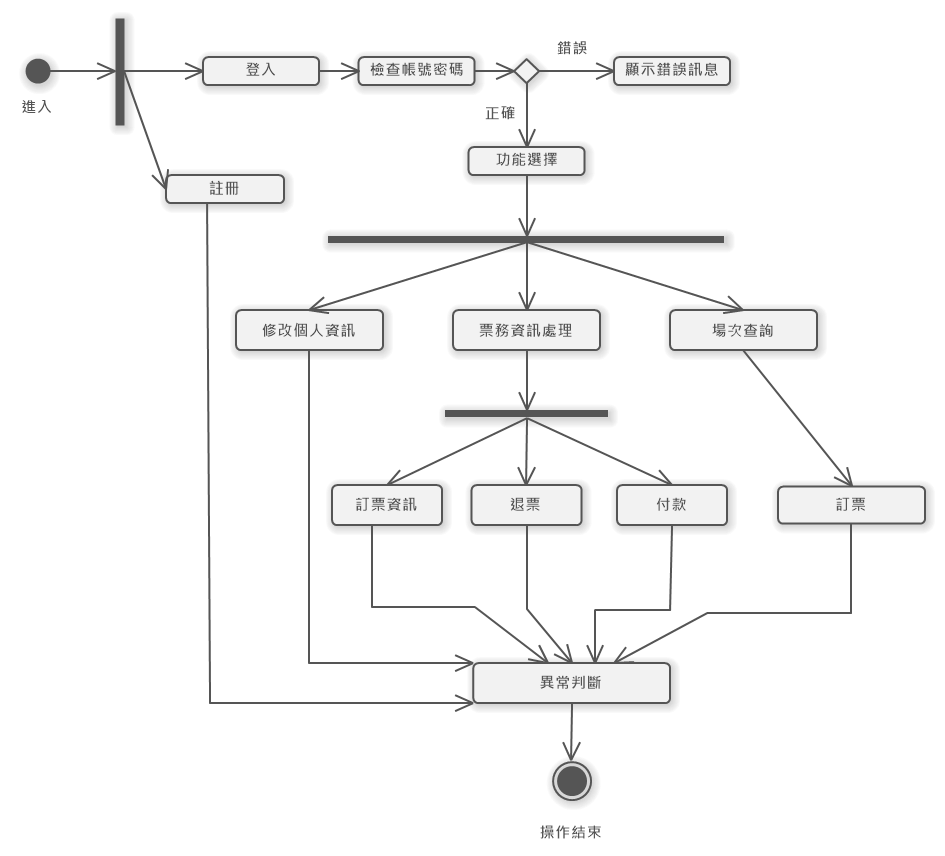 錯誤
登入
檢查帳號密碼
顯示錯誤訊息
進入
正確
功能選擇
註冊
修改個人資訊
票務資訊處理
場次查詢
訂票資訊
退票
付款
訂票
異常判斷
操作結束